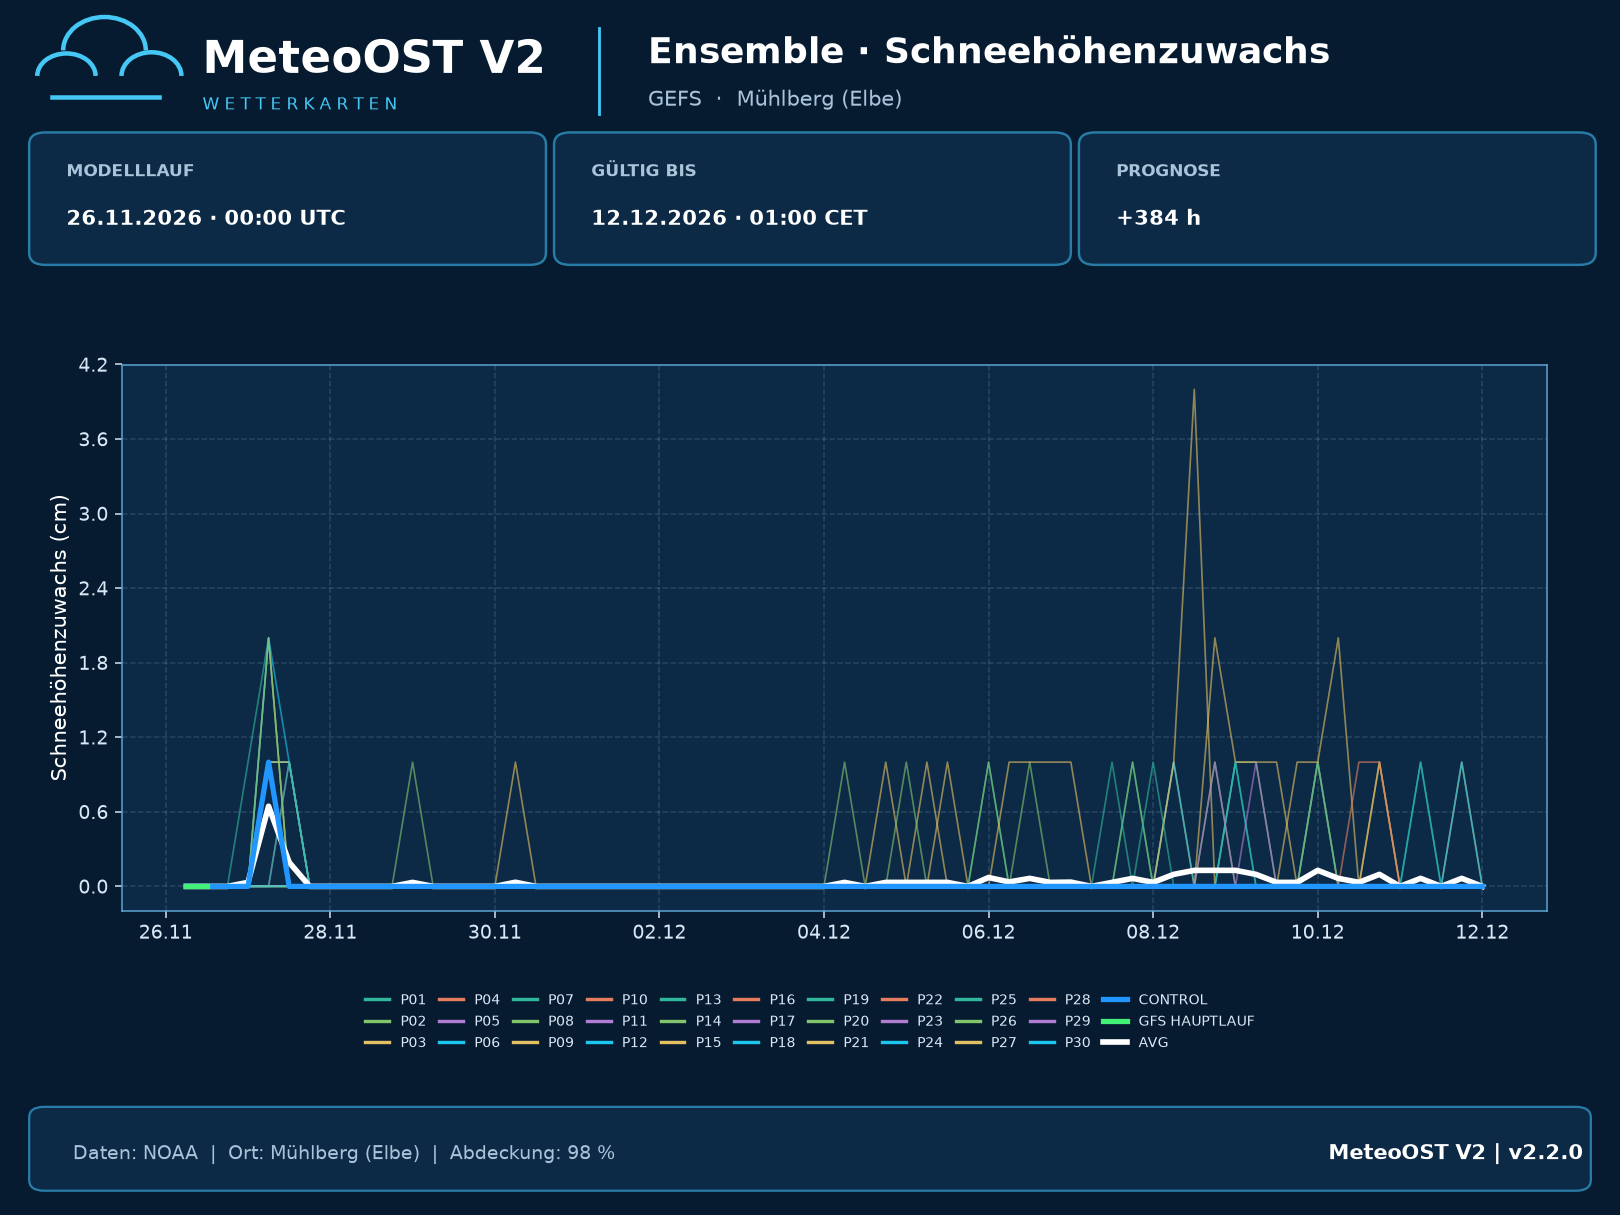 MeteoOST V2
WETTERKARTEN
Ensemble · Schneehöhenzuwachs
GEFS · Mühlberg (Elbe)
MODELLLAUF
26.11.2026 · 00:00 UTC
GÜLTIG BIS
12.12.2026 · 01:00 CET
PROGNOSE
+384 h
Schneehöhenzuwachs (cm)
4.2
3.6
3.0
2.4
1.8
1.2
0.6
0.0
26.11 28.11 30.11 02.12 04.12 06.12 08.12 10.12 12.12
P01 P04 P07 P10 P13 P16 P19 P22 P25 P28 CONTROL
P02 P05 P08 P11 P14 P17 P20 P23 P26 P29 GFS HAUPTLAUF
P03 P06 P09 P12 P15 P18 P21 P24 P27 P30 AVG
Daten: NOAA | Ort: Mühlberg (Elbe) | Abdeckung: 98 %
MeteoOST V2 | v2.2.0